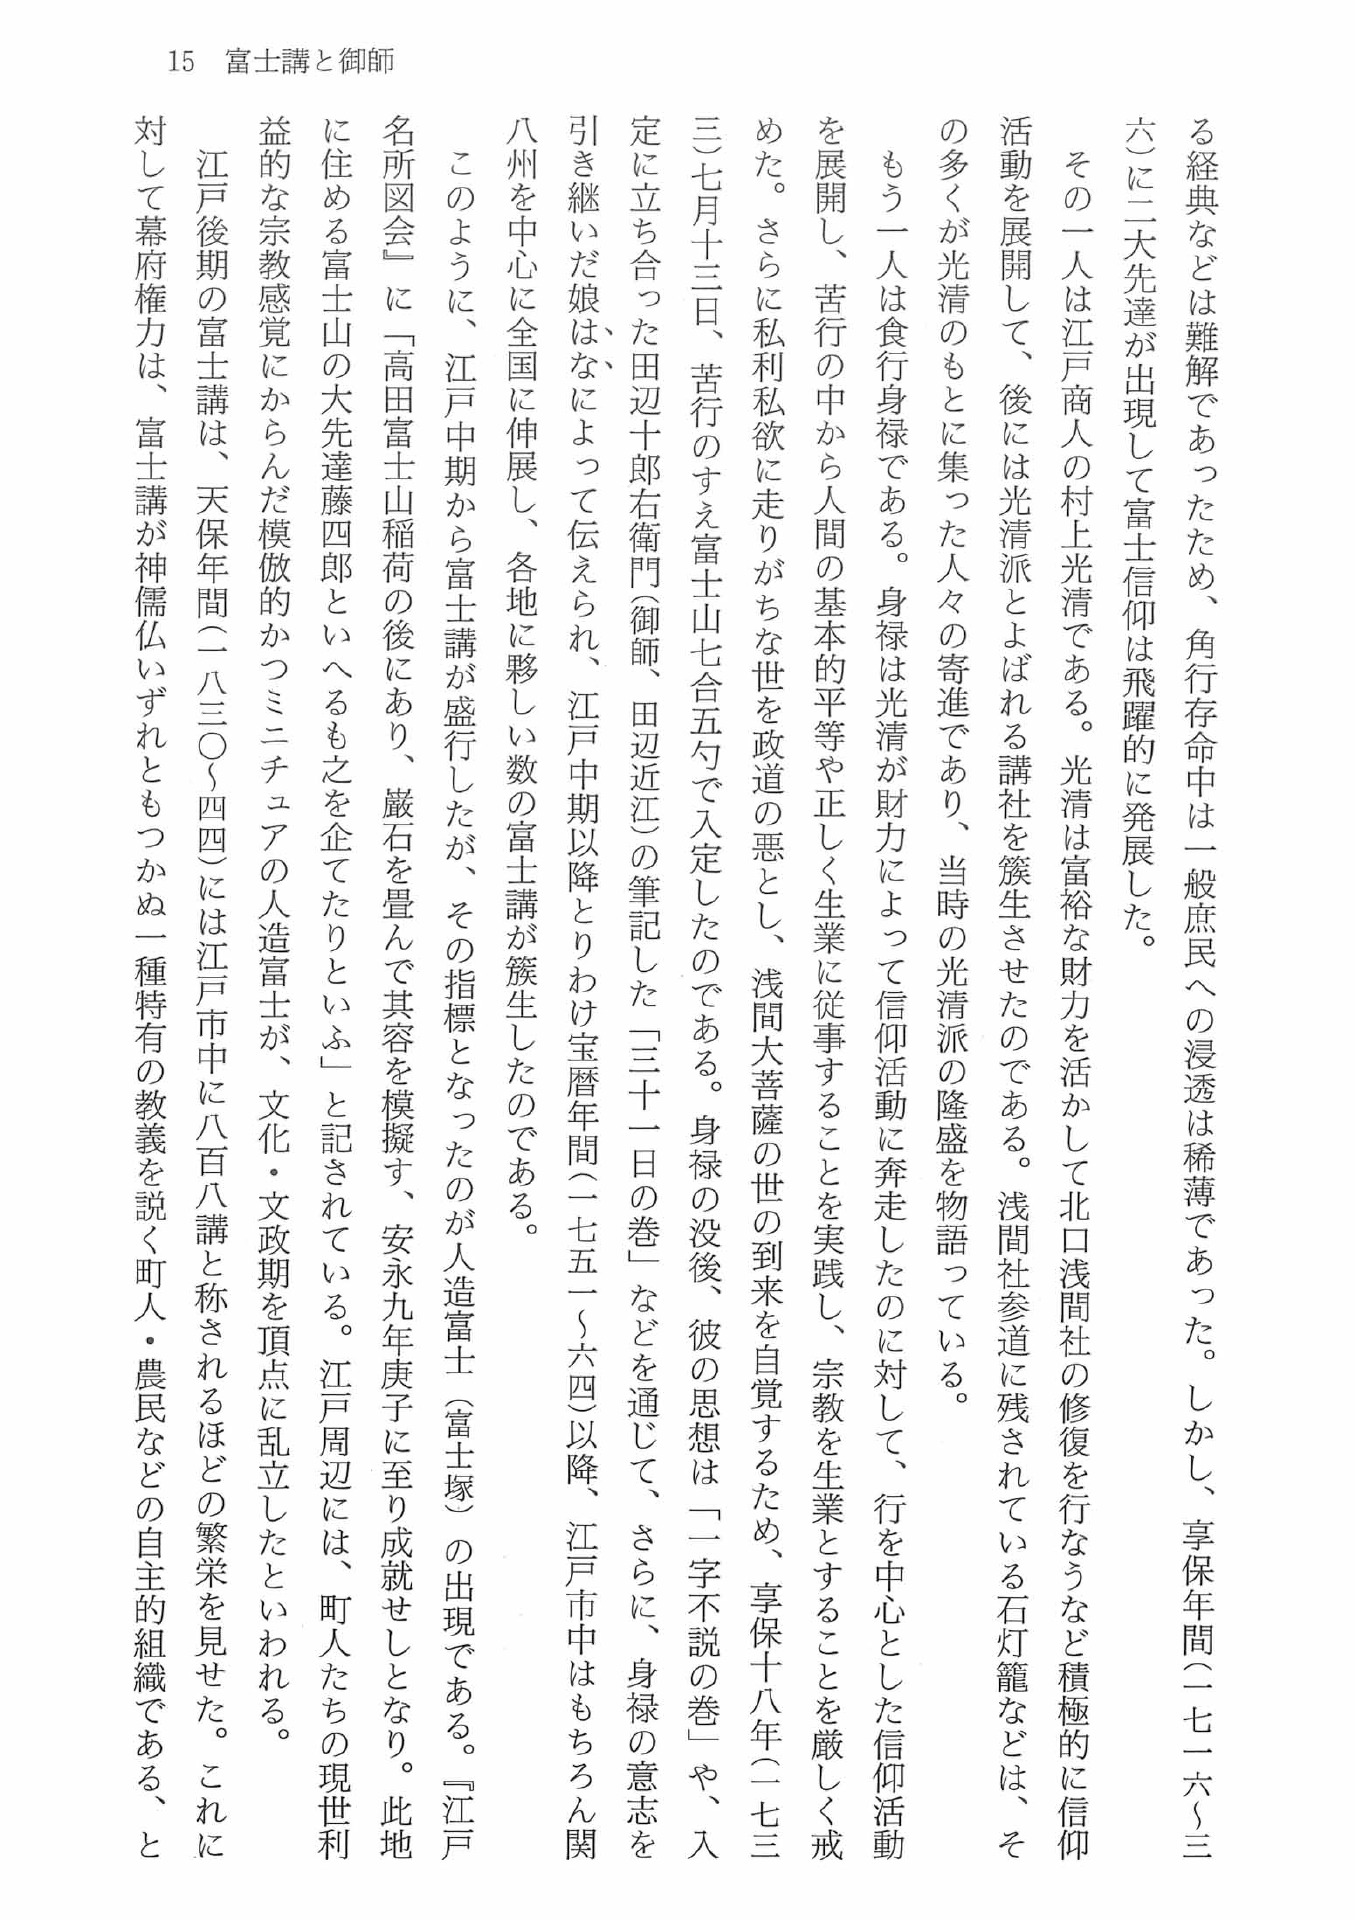 15 富士講と御師
る経典などは難解であったため、角行存命中は一般庶民への浸透は稀薄であった。しかし、享保年間(一七一六〜三
六)に二大先達が出現して富士信仰は飛躍的に発展した。
その一人は江戸商人の村上光清である。光清は富裕な財力を活かして北口浅間社の修復を行なうなど積極的に信仰
活動を展開して、後には光清派とよばれる講社を簇生させたのである。浅間社参道に残されている石灯籠などは、そ
の多くが光清のもとに集った人々の寄進であり、当時の光清派の隆盛を物語っている。
もう一人は食行身禄である。身禄は光清が財力によって信仰活動に奔走したのに対して、行を中心とした信仰活動
を展開し、苦行の中から人間の基本的平等や正しく生業に従事することを実践し、宗教を生業とすることを厳しく戒
めた。さらに私利私欲に走りがちな世を政道の悪とし、浅間大菩薩の世の到来を自覚するため、享保十八年(一七三
三)七月十三日、苦行のすえ富士山七合五勺で入定したのである。身禄の没後、彼の思想は「一字不説の巻」や、入
定に立ち合った田辺十郎右衛門(御師、田辺近江)の筆記した「三十一日の巻」などを通じて、さらに、身禄の意志を
引き継いだ娘はなによって伝えられ、江戸中期以降とりわけ宝暦年間(一七五一〜六四)以降、江戸市中はもちろん関
八州を中心に全国に伸展し、各地に夥しい数の富士講が簇生したのである。
このように、江戸中期から富士講が盛行したが、その指標となったのが人造富士(富士塚)の出現である。『江戸
名所図会』に「高田富士山稲荷の後にあり、巌石を畳んで其容を模擬す、安永九年庚子に至り成就せしとなり。此地
に住める富士山の大先達藤四郎といへるも之を企てたりといふ」と記されている。江戸周辺には、町人たちの現世利
益的な宗教感覚にからんだ模倣的かつミニチュアの人造富士が、文化・文政期を頂点に乱立したといわれる。
江戸後期の富士講は、天保年間(一八三〇〜四四)には江戸市中に八百八講と称されるほどの繁栄を見せた。これに
対して幕府権力は、富士講が神儒仏いずれともつかぬ一種特有の教義を説く町人・農民などの自主的組織である、と